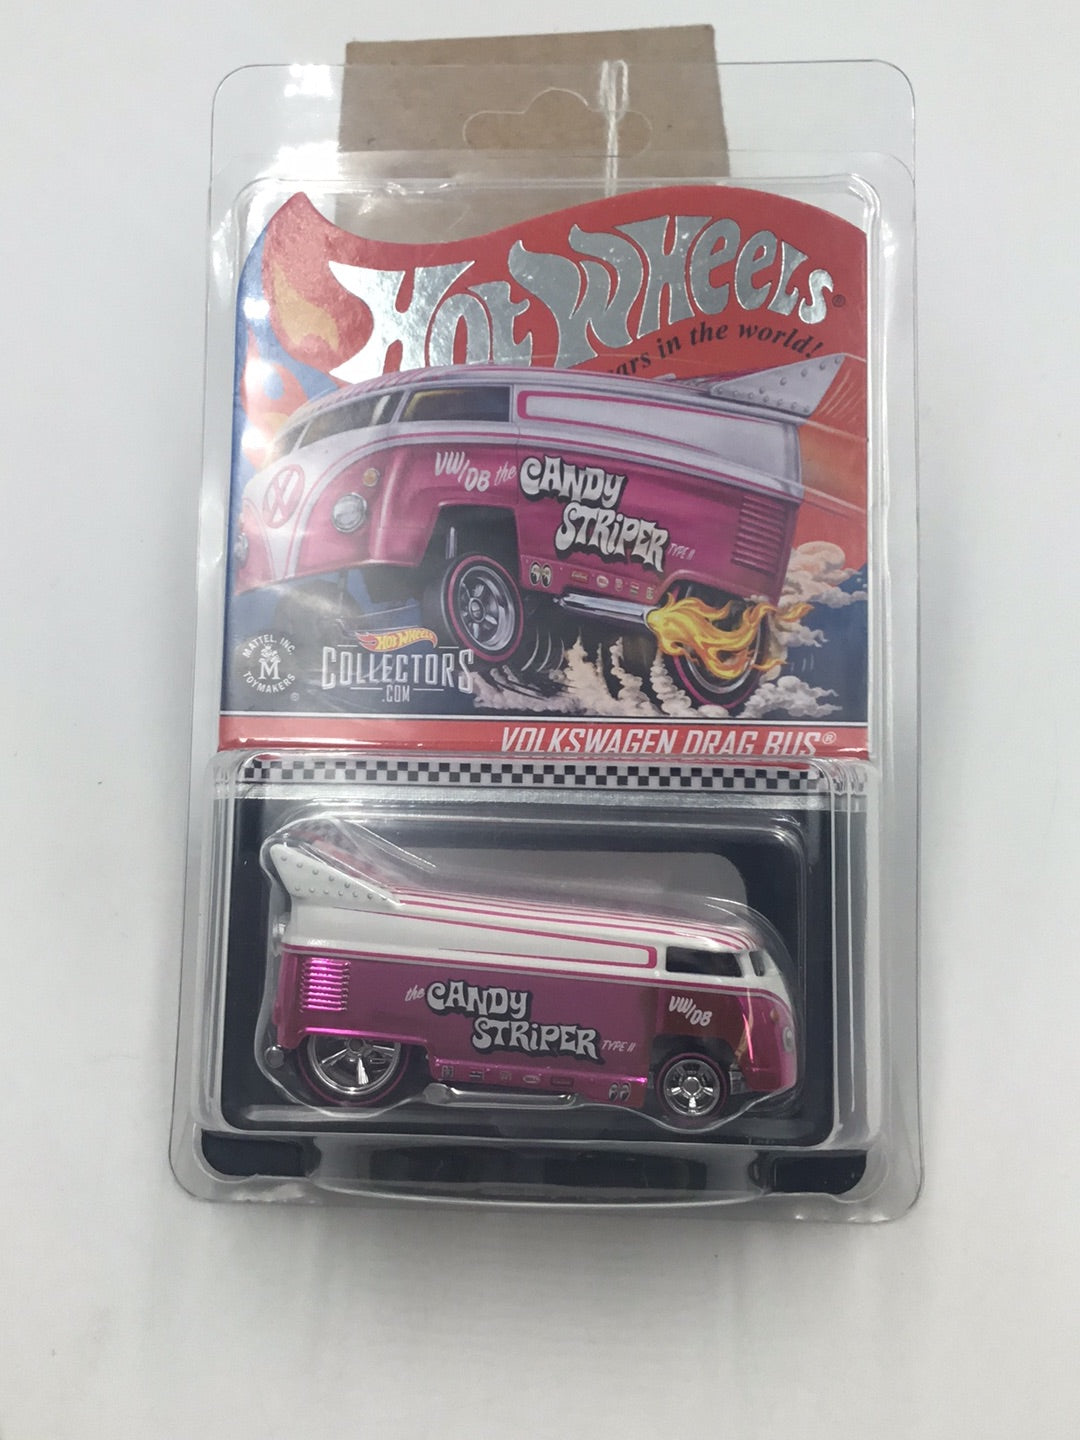 HOT WHEELS®
ars in the world!
VW/DB the CANDY
STRIPER TYPE II
MATTEL, INC.
M
TOYMAKERS
©
HOT WHEELS
COLLECTORS
.COM
VOLKSWAGEN DRAG BUS®
the CANDY
STRIPER TYPE II
VW/DB